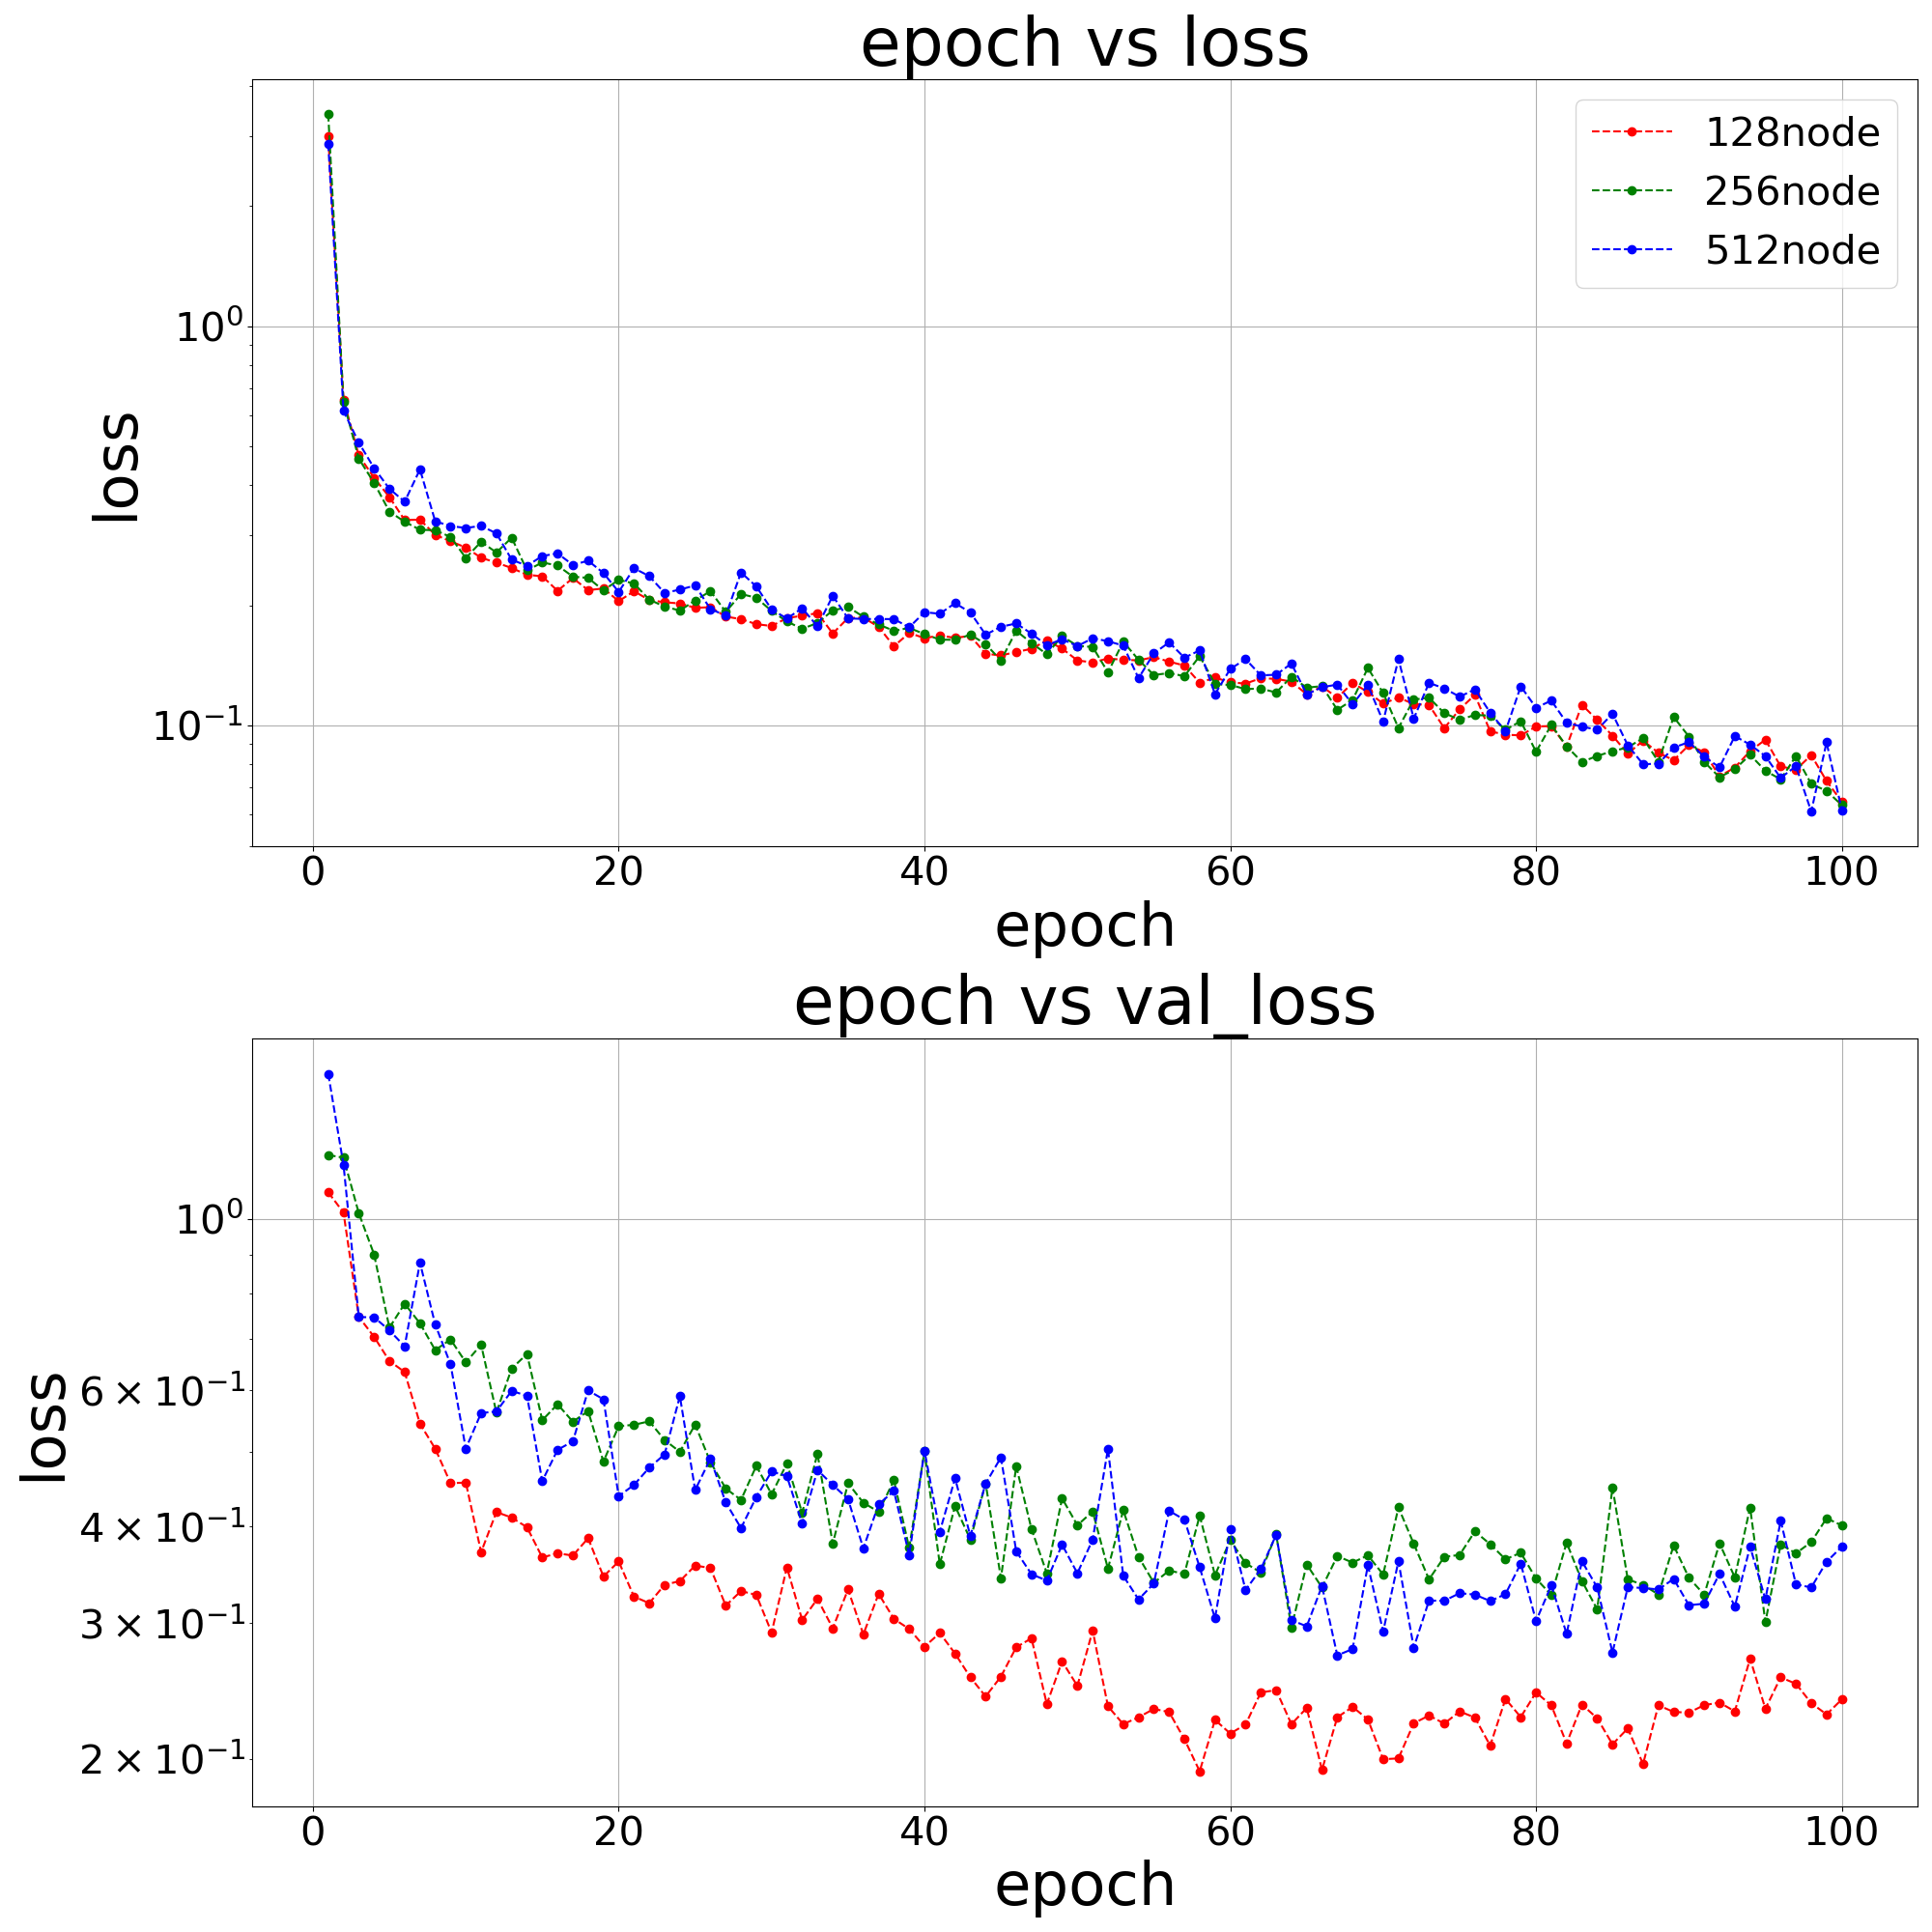 epoch vs loss
128node
256node
512node
10⁰
10⁻¹
loss
0 20 40 60 80 100
epoch
epoch vs val_loss
10⁰
6 × 10⁻¹
4 × 10⁻¹
3 × 10⁻¹
2 × 10⁻¹
loss
0 20 40 60 80 100
epoch